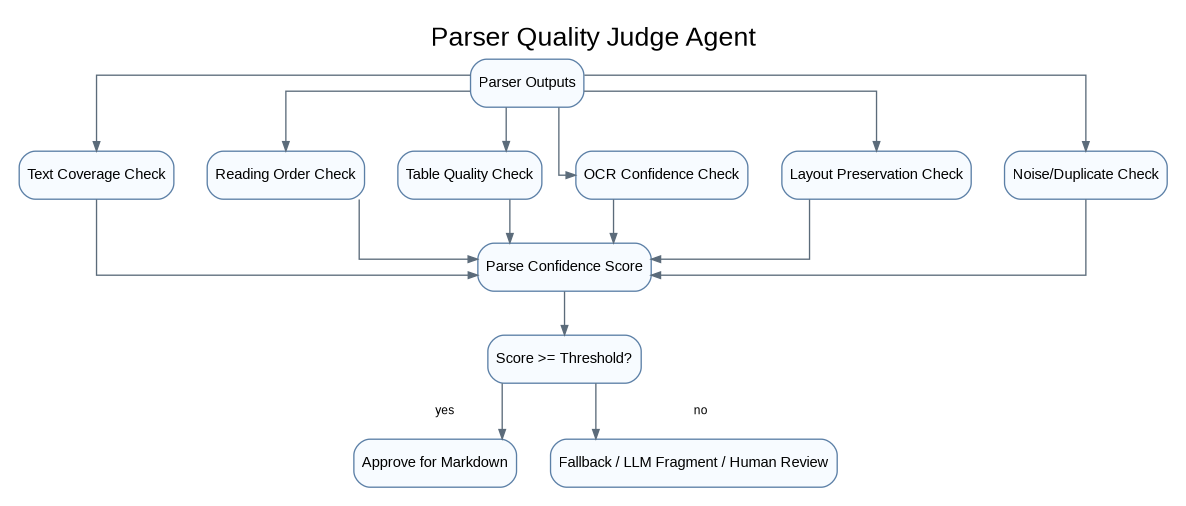 Parser Quality Judge Agent
Parser Outputs
Text Coverage Check
Reading Order Check
Table Quality Check
OCR Confidence Check
Layout Preservation Check
Noise/Duplicate Check
Parse Confidence Score
Score >= Threshold?
yes
no
Approve for Markdown
Fallback / LLM Fragment / Human Review